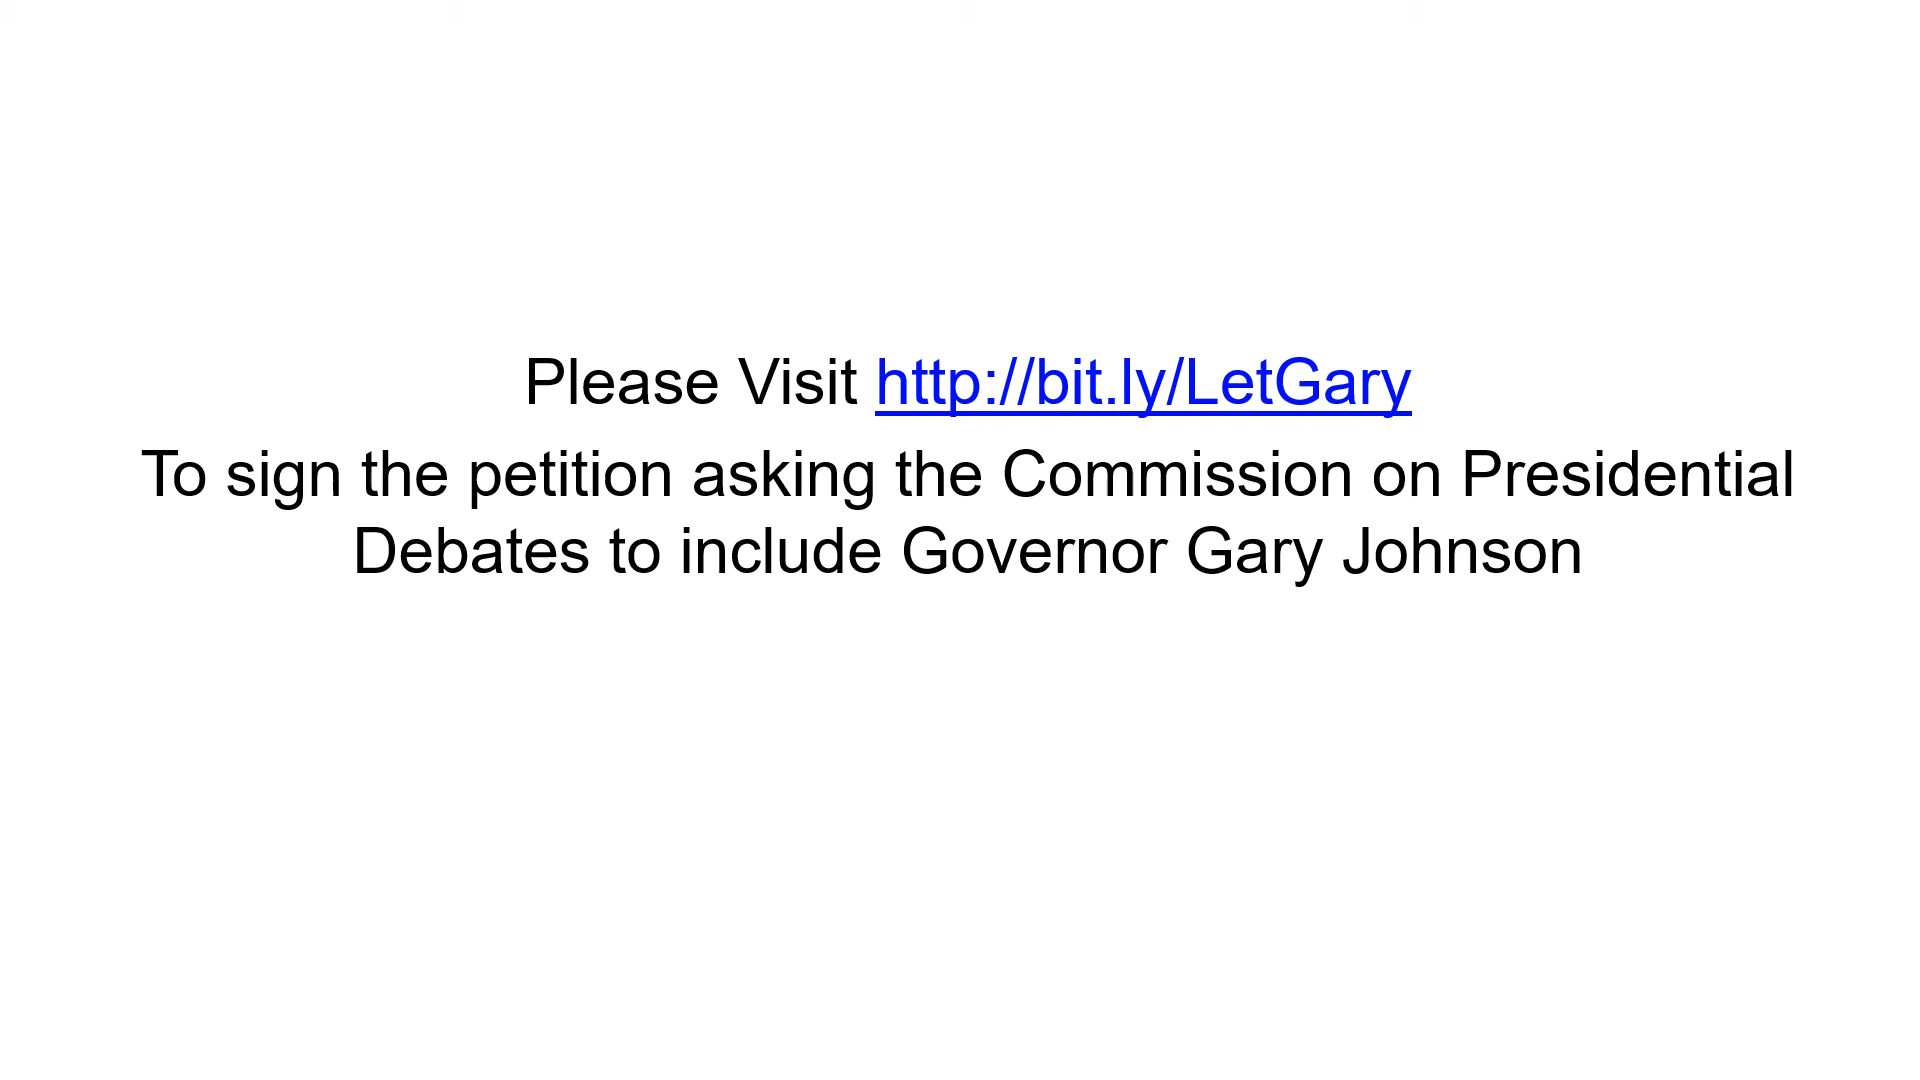 Please Visit http://bit.ly/LetGary
To sign the petition asking the Commission on Presidential
Debates to include Governor Gary Johnson